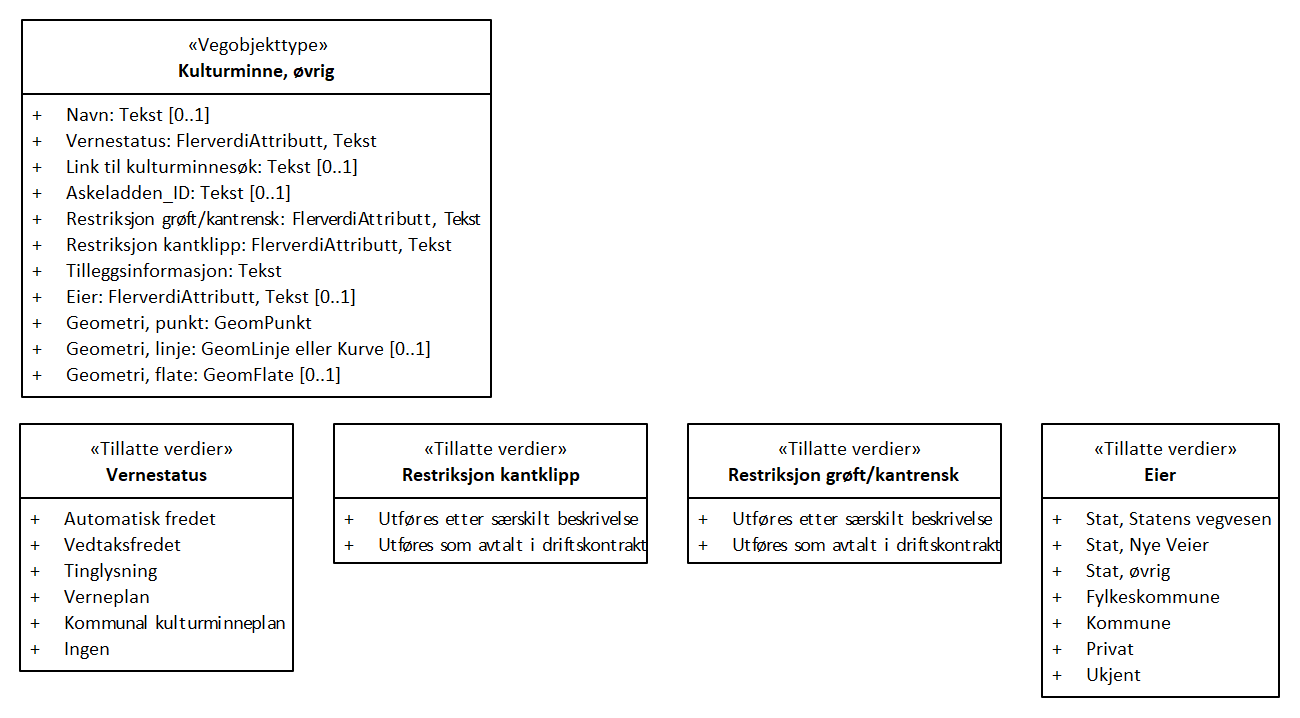 «Vegobjekttype»
Kulturminne, øvrig
+ Navn: Tekst [0..1]
+ Vernestatus: FlerverdiAttributt, Tekst
+ Link til kulturminnesøk: Tekst [0..1]
+ Askeladden_ID: Tekst [0..1]
+ Restriksjon grøft/kantrensk: FlerverdiAttributt, Tekst
+ Restriksjon kantklipp: FlerverdiAttributt, Tekst
+ Tilleggsinformasjon: Tekst
+ Eier: FlerverdiAttributt, Tekst [0..1]
+ Geometri, punkt: GeomPunkt
+ Geometri, linje: GeomLinje eller Kurve [0..1]
+ Geometri, flate: GeomFlate [0..1]
«Tillatte verdier»
Vernestatus
+ Automatisk fredet
+ Vedtaksfredet
+ Tinglysning
+ Verneplan
+ Kommunal kulturminneplan
+ Ingen
«Tillatte verdier»
Restriksjon kantklipp
+ Utføres etter særskilt beskrivelse
+ Utføres som avtalt i driftskontrakt
«Tillatte verdier»
Restriksjon grøft/kantrensk
+ Utføres etter særskilt beskrivelse
+ Utføres som avtalt i driftskontrakt
«Tillatte verdier»
Eier
+ Stat, Statens vegvesen
+ Stat, Nye Veier
+ Stat, øvrig
+ Fylkeskommune
+ Kommune
+ Privat
+ Ukjent